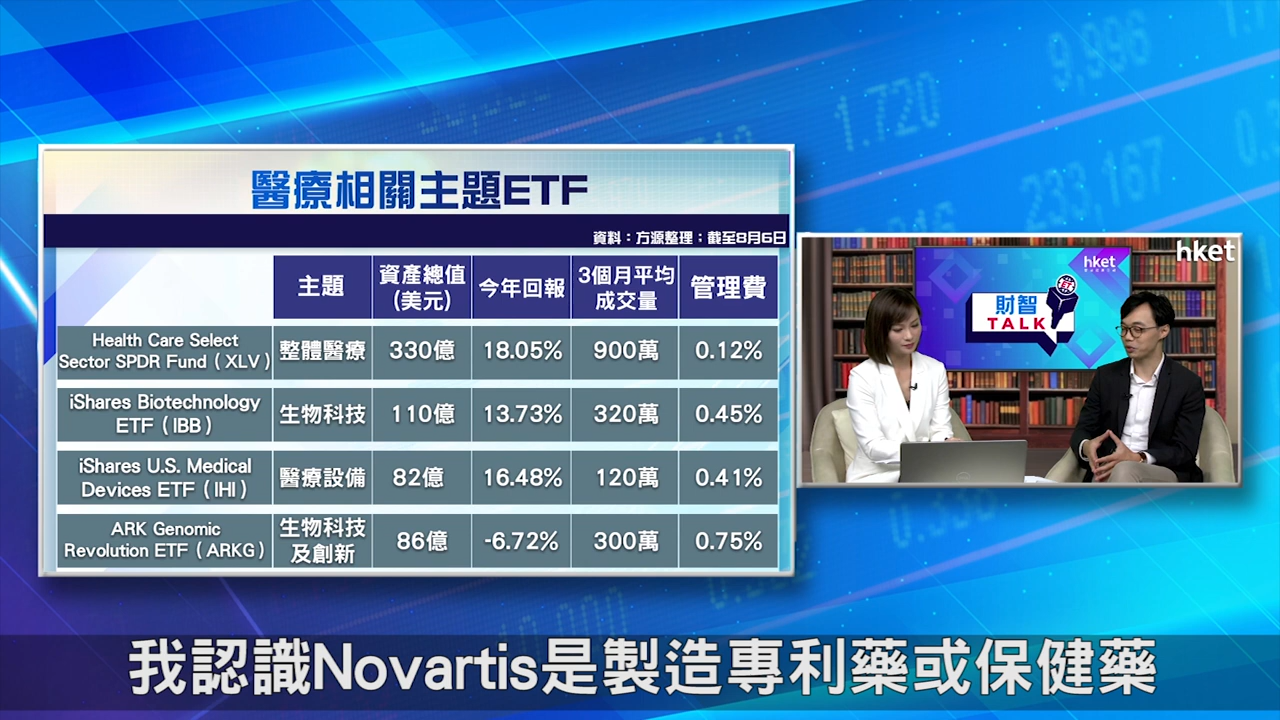 醫療相關主題ETF
資料：方源整理；截至8月6日
主題
資產總值
(美元)
今年回報
3個月平均
成交量
管理費
Health Care Select
Sector SPDR Fund（XLV）
整體醫療
330億
18.05%
900萬
0.12%
iShares Biotechnology
ETF（IBB）
生物科技
110億
13.73%
320萬
0.45%
iShares U.S. Medical
Devices ETF（IHI）
醫療設備
82億
16.48%
120萬
0.41%
ARK Genomic
Revolution ETF（ARKG）
生物科技
及創新
86億
-6.72%
300萬
0.75%
hket
hket
財智
TALK
1.720
9,996
233,167
我認識Novartis是製造專利藥或保健藥